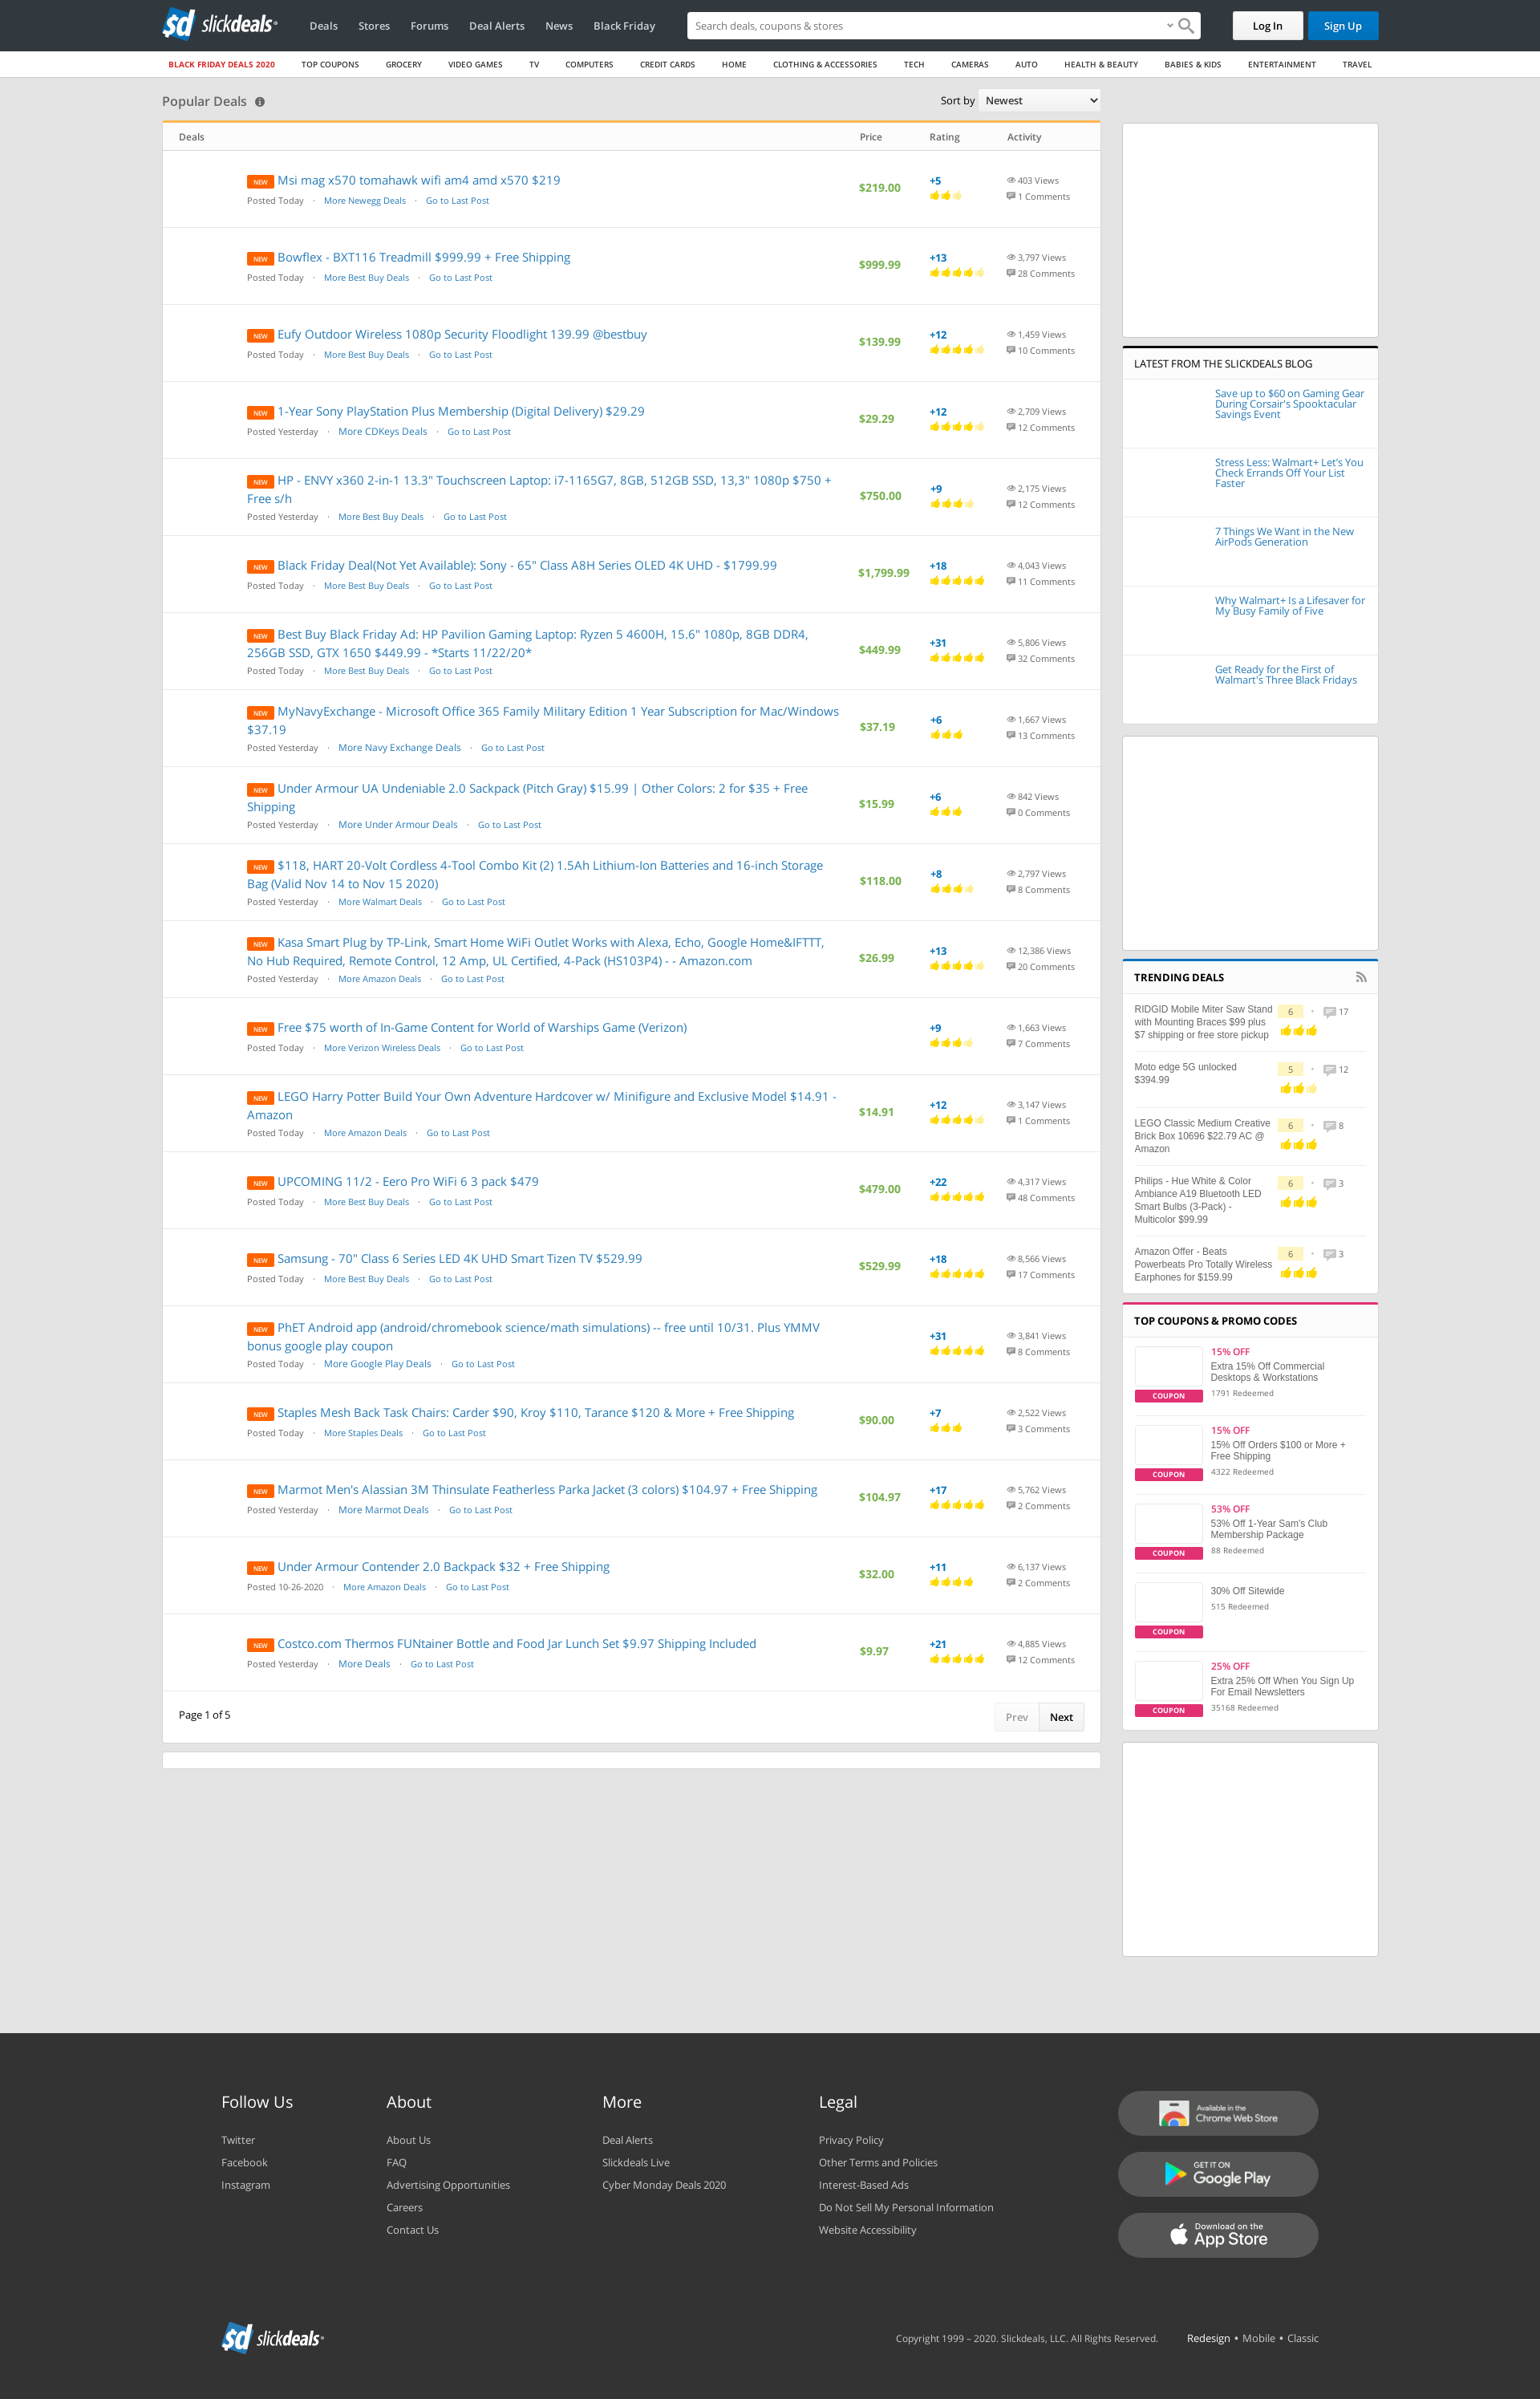 sd slickdeals
Deals Stores Forums Deal Alerts News Black Friday
Search deals, coupons & stores
Log In Sign Up
BLACK FRIDAY DEALS 2020 TOP COUPONS GROCERY VIDEO GAMES TV COMPUTERS CREDIT CARDS HOME CLOTHING & ACCESSORIES TECH CAMERAS AUTO HEALTH & BEAUTY BABIES & KIDS ENTERTAINMENT TRAVEL
Popular Deals
Sort by Newest
Deals Price Rating Activity
NEW Msi mag x570 tomahawk wifi am4 amd x570 $219
Posted Today · More Newegg Deals · Go to Last Post
$219.00
+5
403 Views
1 Comments
NEW Bowflex - BXT116 Treadmill $999.99 + Free Shipping
Posted Today · More Best Buy Deals · Go to Last Post
$999.99
+13
3,797 Views
28 Comments
NEW Eufy Outdoor Wireless 1080p Security Floodlight 139.99 @bestbuy
Posted Today · More Best Buy Deals · Go to Last Post
$139.99
+12
1,459 Views
10 Comments
NEW 1-Year Sony PlayStation Plus Membership (Digital Delivery) $29.29
Posted Yesterday · More CDKeys Deals · Go to Last Post
$29.29
+12
2,709 Views
12 Comments
NEW HP - ENVY x360 2-in-1 13.3" Touchscreen Laptop: i7-1165G7, 8GB, 512GB SSD, 13,3" 1080p $750 +
Free s/h
Posted Yesterday · More Best Buy Deals · Go to Last Post
$750.00
+9
2,175 Views
12 Comments
NEW Black Friday Deal(Not Yet Available): Sony - 65" Class A8H Series OLED 4K UHD - $1799.99
Posted Today · More Best Buy Deals · Go to Last Post
$1,799.99
+18
4,043 Views
11 Comments
NEW Best Buy Black Friday Ad: HP Pavilion Gaming Laptop: Ryzen 5 4600H, 15.6" 1080p, 8GB DDR4,
256GB SSD, GTX 1650 $449.99 - *Starts 11/22/20*
Posted Today · More Best Buy Deals · Go to Last Post
$449.99
+31
5,806 Views
32 Comments
NEW MyNavyExchange - Microsoft Office 365 Family Military Edition 1 Year Subscription for Mac/Windows
$37.19
Posted Yesterday · More Navy Exchange Deals · Go to Last Post
$37.19
+6
1,667 Views
13 Comments
NEW Under Armour UA Undeniable 2.0 Sackpack (Pitch Gray) $15.99 | Other Colors: 2 for $35 + Free
Shipping
Posted Yesterday · More Under Armour Deals · Go to Last Post
$15.99
+6
842 Views
0 Comments
NEW $118, HART 20-Volt Cordless 4-Tool Combo Kit (2) 1.5Ah Lithium-Ion Batteries and 16-inch Storage
Bag (Valid Nov 14 to Nov 15 2020)
Posted Yesterday · More Walmart Deals · Go to Last Post
$118.00
+8
2,797 Views
8 Comments
NEW Kasa Smart Plug by TP-Link, Smart Home WiFi Outlet Works with Alexa, Echo, Google Home&IFTTT,
No Hub Required, Remote Control, 12 Amp, UL Certified, 4-Pack (HS103P4) - - Amazon.com
Posted Yesterday · More Amazon Deals · Go to Last Post
$26.99
+13
12,386 Views
20 Comments
NEW Free $75 worth of In-Game Content for World of Warships Game (Verizon)
Posted Today · More Verizon Wireless Deals · Go to Last Post
+9
1,663 Views
7 Comments
NEW LEGO Harry Potter Build Your Own Adventure Hardcover w/ Minifigure and Exclusive Model $14.91 -
Amazon
Posted Today · More Amazon Deals · Go to Last Post
$14.91
+12
3,147 Views
1 Comments
NEW UPCOMING 11/2 - Eero Pro WiFi 6 3 pack $479
Posted Today · More Best Buy Deals · Go to Last Post
$479.00
+22
4,317 Views
48 Comments
NEW Samsung - 70" Class 6 Series LED 4K UHD Smart Tizen TV $529.99
Posted Today · More Best Buy Deals · Go to Last Post
$529.99
+18
8,566 Views
17 Comments
NEW PhET Android app (android/chromebook science/math simulations) -- free until 10/31. Plus YMMV
bonus google play coupon
Posted Today · More Google Play Deals · Go to Last Post
+31
3,841 Views
8 Comments
NEW Staples Mesh Back Task Chairs: Carder $90, Kroy $110, Tarance $120 & More + Free Shipping
Posted Today · More Staples Deals · Go to Last Post
$90.00
+7
2,522 Views
3 Comments
NEW Marmot Men's Alassian 3M Thinsulate Featherless Parka Jacket (3 colors) $104.97 + Free Shipping
Posted Yesterday · More Marmot Deals · Go to Last Post
$104.97
+17
5,762 Views
2 Comments
NEW Under Armour Contender 2.0 Backpack $32 + Free Shipping
Posted 10-26-2020 · More Amazon Deals · Go to Last Post
$32.00
+11
6,137 Views
2 Comments
NEW Costco.com Thermos FUNtainer Bottle and Food Jar Lunch Set $9.97 Shipping Included
Posted Yesterday · More Deals · Go to Last Post
$9.97
+21
4,885 Views
12 Comments
Page 1 of 5
Prev Next
LATEST FROM THE SLICKDEALS BLOG
Save up to $60 on Gaming Gear
During Corsair's Spooktacular
Savings Event
Stress Less: Walmart+ Let's You
Check Errands Off Your List
Faster
7 Things We Want in the New
AirPods Generation
Why Walmart+ Is a Lifesaver for
My Busy Family of Five
Get Ready for the First of
Walmart's Three Black Fridays
TRENDING DEALS
RIDGID Mobile Miter Saw Stand
with Mounting Braces $99 plus
$7 shipping or free store pickup
6 • 17
Moto edge 5G unlocked
$394.99
5 • 12
LEGO Classic Medium Creative
Brick Box 10696 $22.79 AC @
Amazon
6 • 8
Philips - Hue White & Color
Ambiance A19 Bluetooth LED
Smart Bulbs (3-Pack) -
Multicolor $99.99
6 • 3
Amazon Offer - Beats
Powerbeats Pro Totally Wireless
Earphones for $159.99
6 • 3
TOP COUPONS & PROMO CODES
15% OFF
Extra 15% Off Commercial
Desktops & Workstations
1791 Redeemed
COUPON
15% OFF
15% Off Orders $100 or More +
Free Shipping
4322 Redeemed
COUPON
53% OFF
53% Off 1-Year Sam's Club
Membership Package
88 Redeemed
COUPON
30% Off Sitewide
515 Redeemed
COUPON
25% OFF
Extra 25% Off When You Sign Up
For Email Newsletters
35168 Redeemed
COUPON
Follow Us
Twitter
Facebook
Instagram
About
About Us
FAQ
Advertising Opportunities
Careers
Contact Us
More
Deal Alerts
Slickdeals Live
Cyber Monday Deals 2020
Legal
Privacy Policy
Other Terms and Policies
Interest-Based Ads
Do Not Sell My Personal Information
Website Accessibility
Available in the
Chrome Web Store
GET IT ON
Google Play
Download on the
App Store
sd slickdeals
Copyright 1999 – 2020. Slickdeals, LLC. All Rights Reserved.
Redesign • Mobile • Classic